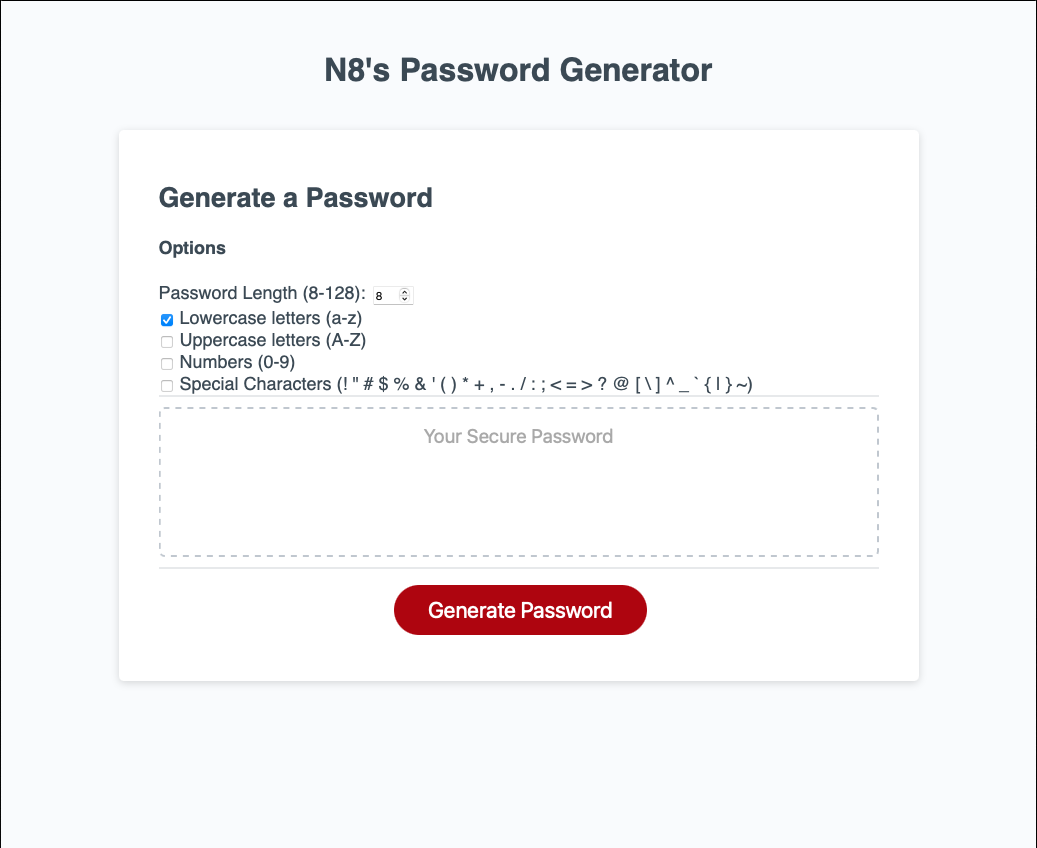 N8's Password Generator
Generate a Password
Options
Password Length (8-128): 8
Lowercase letters (a-z)
Uppercase letters (A-Z)
Numbers (0-9)
Special Characters (! " # $ % & ' ( ) * + , - . / : ; < = > ? @ [ \ ] ^ _ ` { | } ~)
Your Secure Password
Generate Password